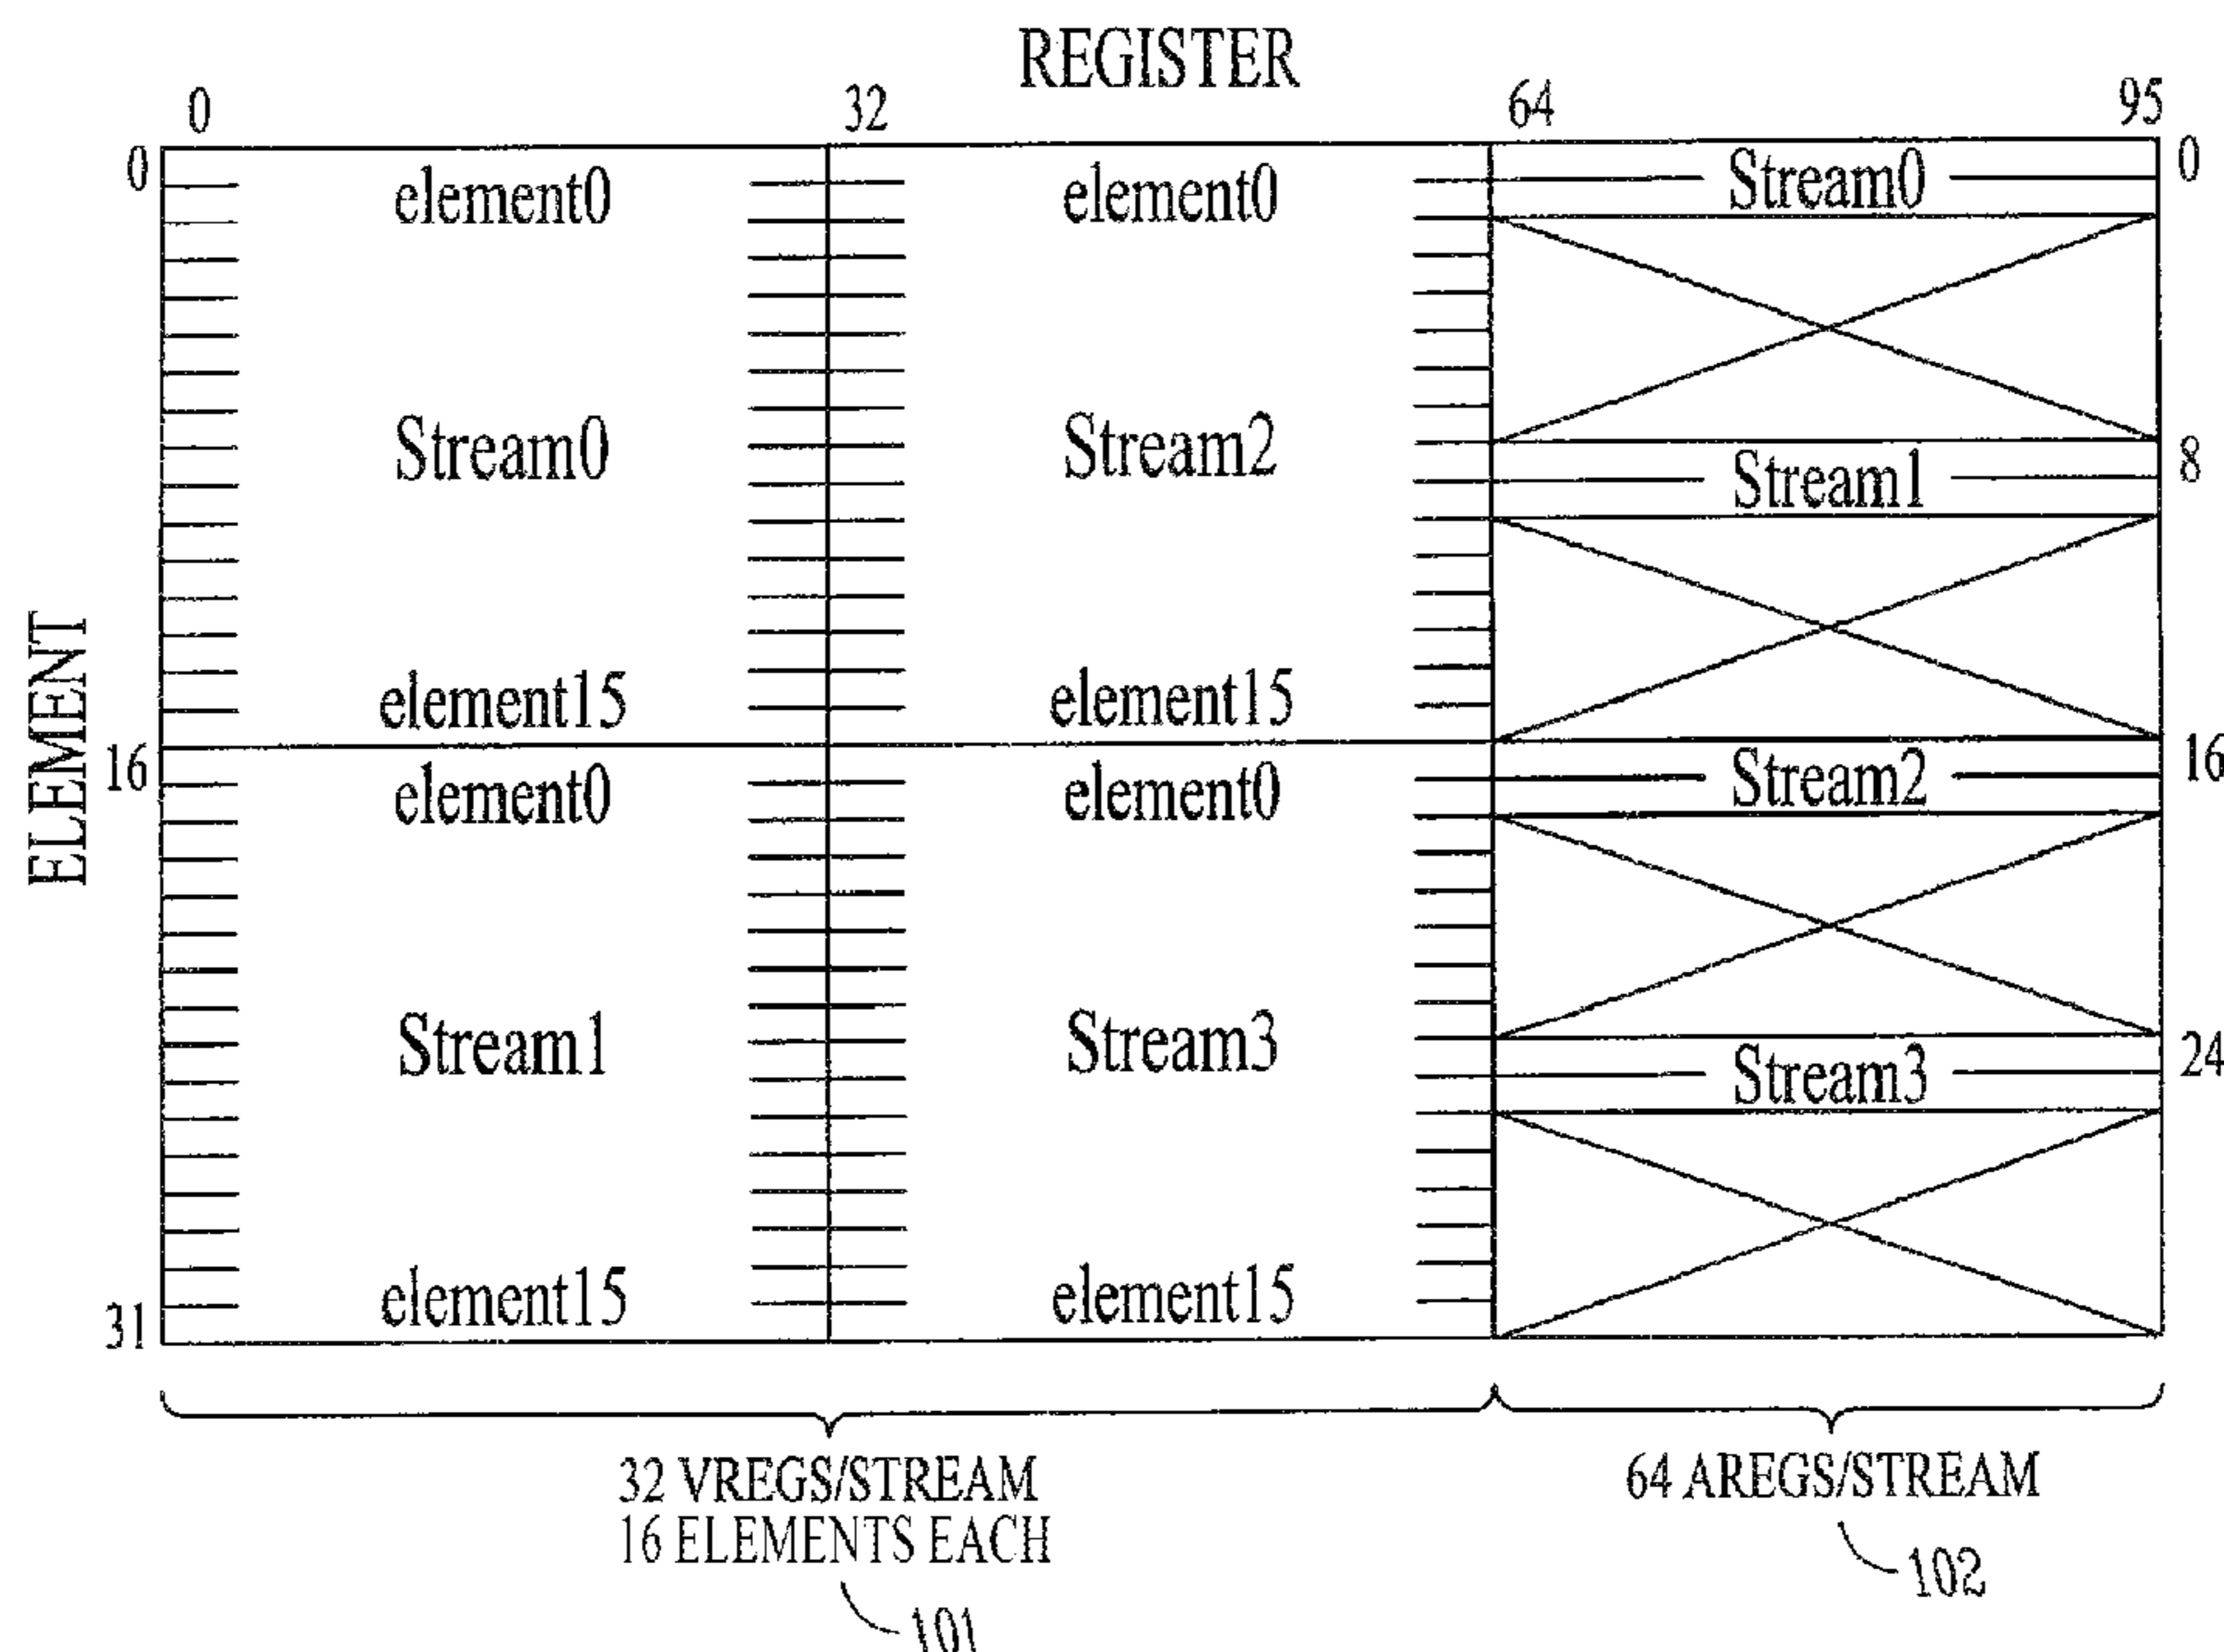 REGISTER
0 32 64 95
0 element0 element0 Stream0 0
Stream0 Stream2 Stream1 8
element15 element15
ELEMENT
16 element0 element0 Stream2 16
Stream1 Stream3 Stream3 24
31 element15 element15
32 VREGS/STREAM 64 AREGS/STREAM
16 ELEMENTS EACH
102
101